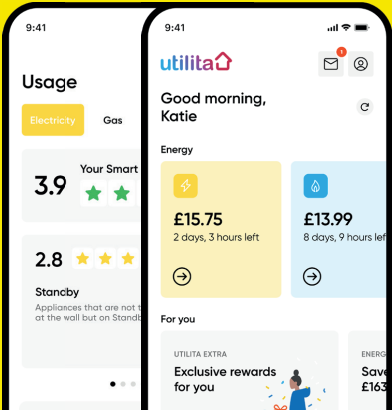 9:41
Usage
Electricity Gas
Your Smart
3.9
2.8
Standby
Appliances that are not t
at the wall but on Standb
9:41
utilita
1
Good morning,
Katie
Energy
£15.75
2 days, 3 hours left
£13.99
8 days, 9 hours lef
For you
UTILITA EXTRA
Exclusive rewards
for you
ENERG
Save
£163